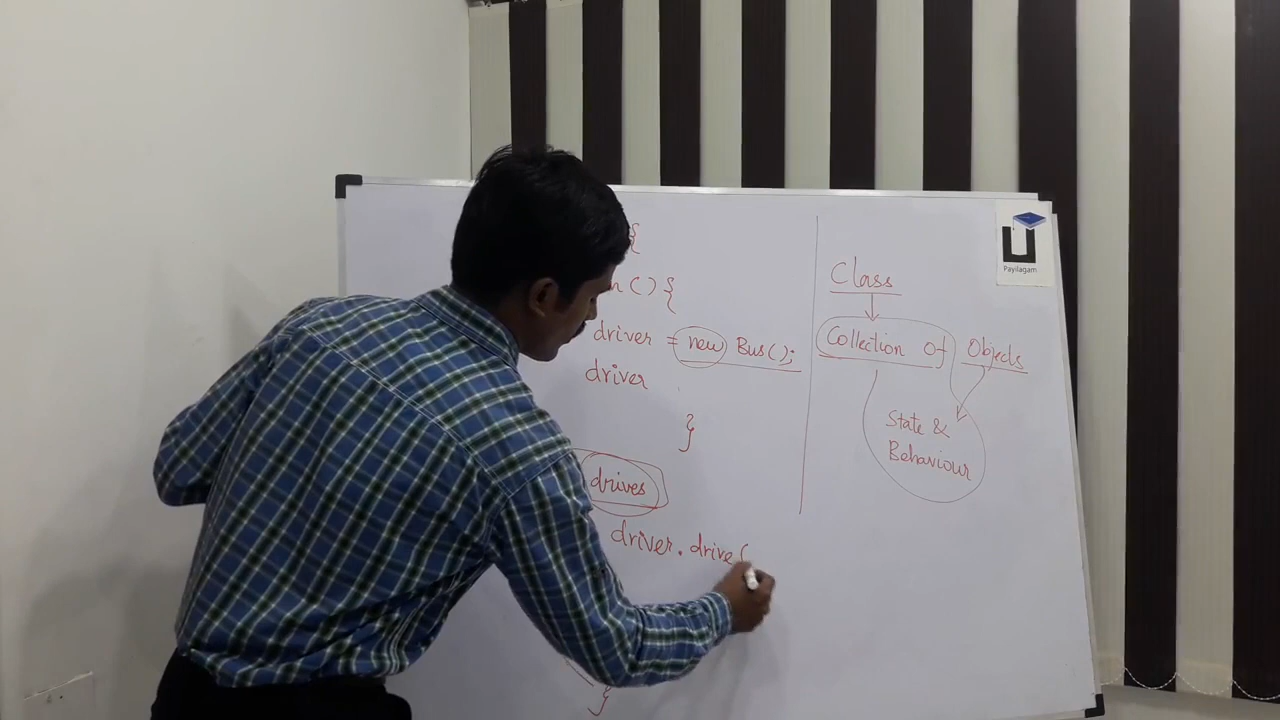 {
n () {
driver = new Bus();
driver
}
drives
driver. drive(
}
Class
Collection of Objects
State &
Behaviour
Payilagam